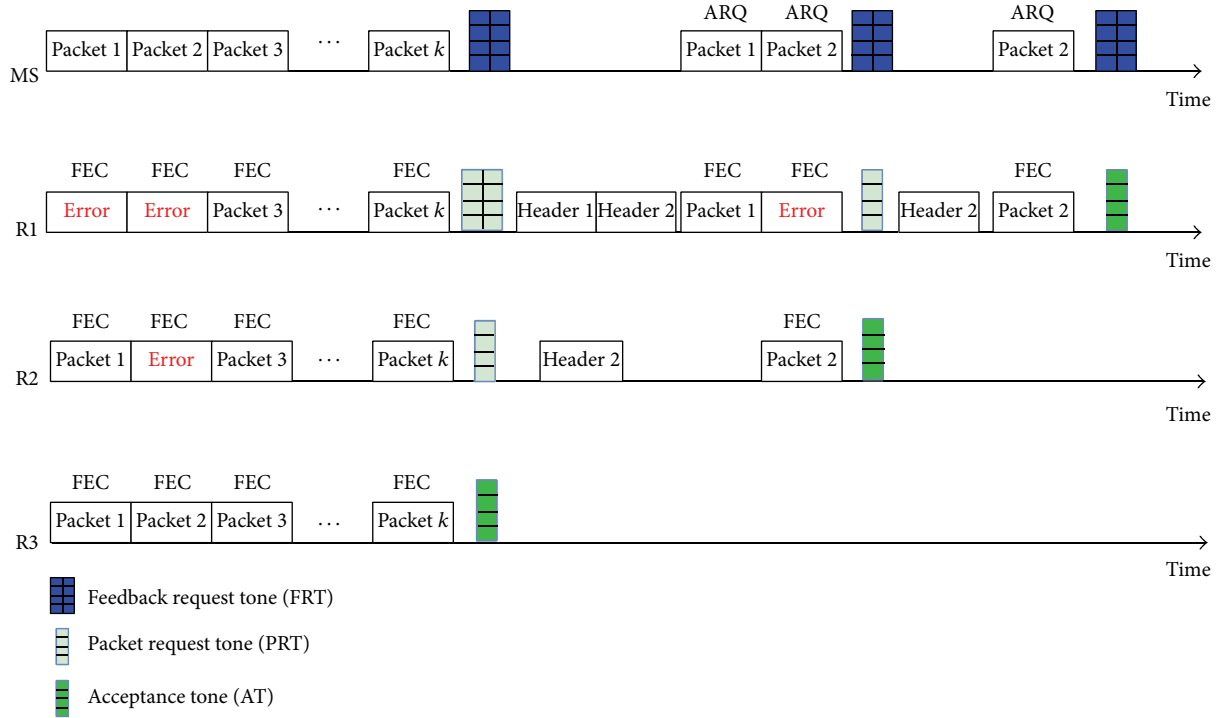 ARQ ARQ ARQ
Packet 1 Packet 2 Packet 3 ... Packet k Packet 1 Packet 2 Packet 2
MS
Time
FEC FEC FEC FEC FEC FEC FEC
Error Error Packet 3 ... Packet k Header 1 Header 2 Packet 1 Error Header 2 Packet 2
R1
Time
FEC FEC FEC FEC FEC
Packet 1 Error Packet 3 ... Packet k Header 2 Packet 2
R2
Time
FEC FEC FEC FEC
Packet 1 Packet 2 Packet 3 ... Packet k
R3
Time
Feedback request tone (FRT)
Packet request tone (PRT)
Acceptance tone (AT)